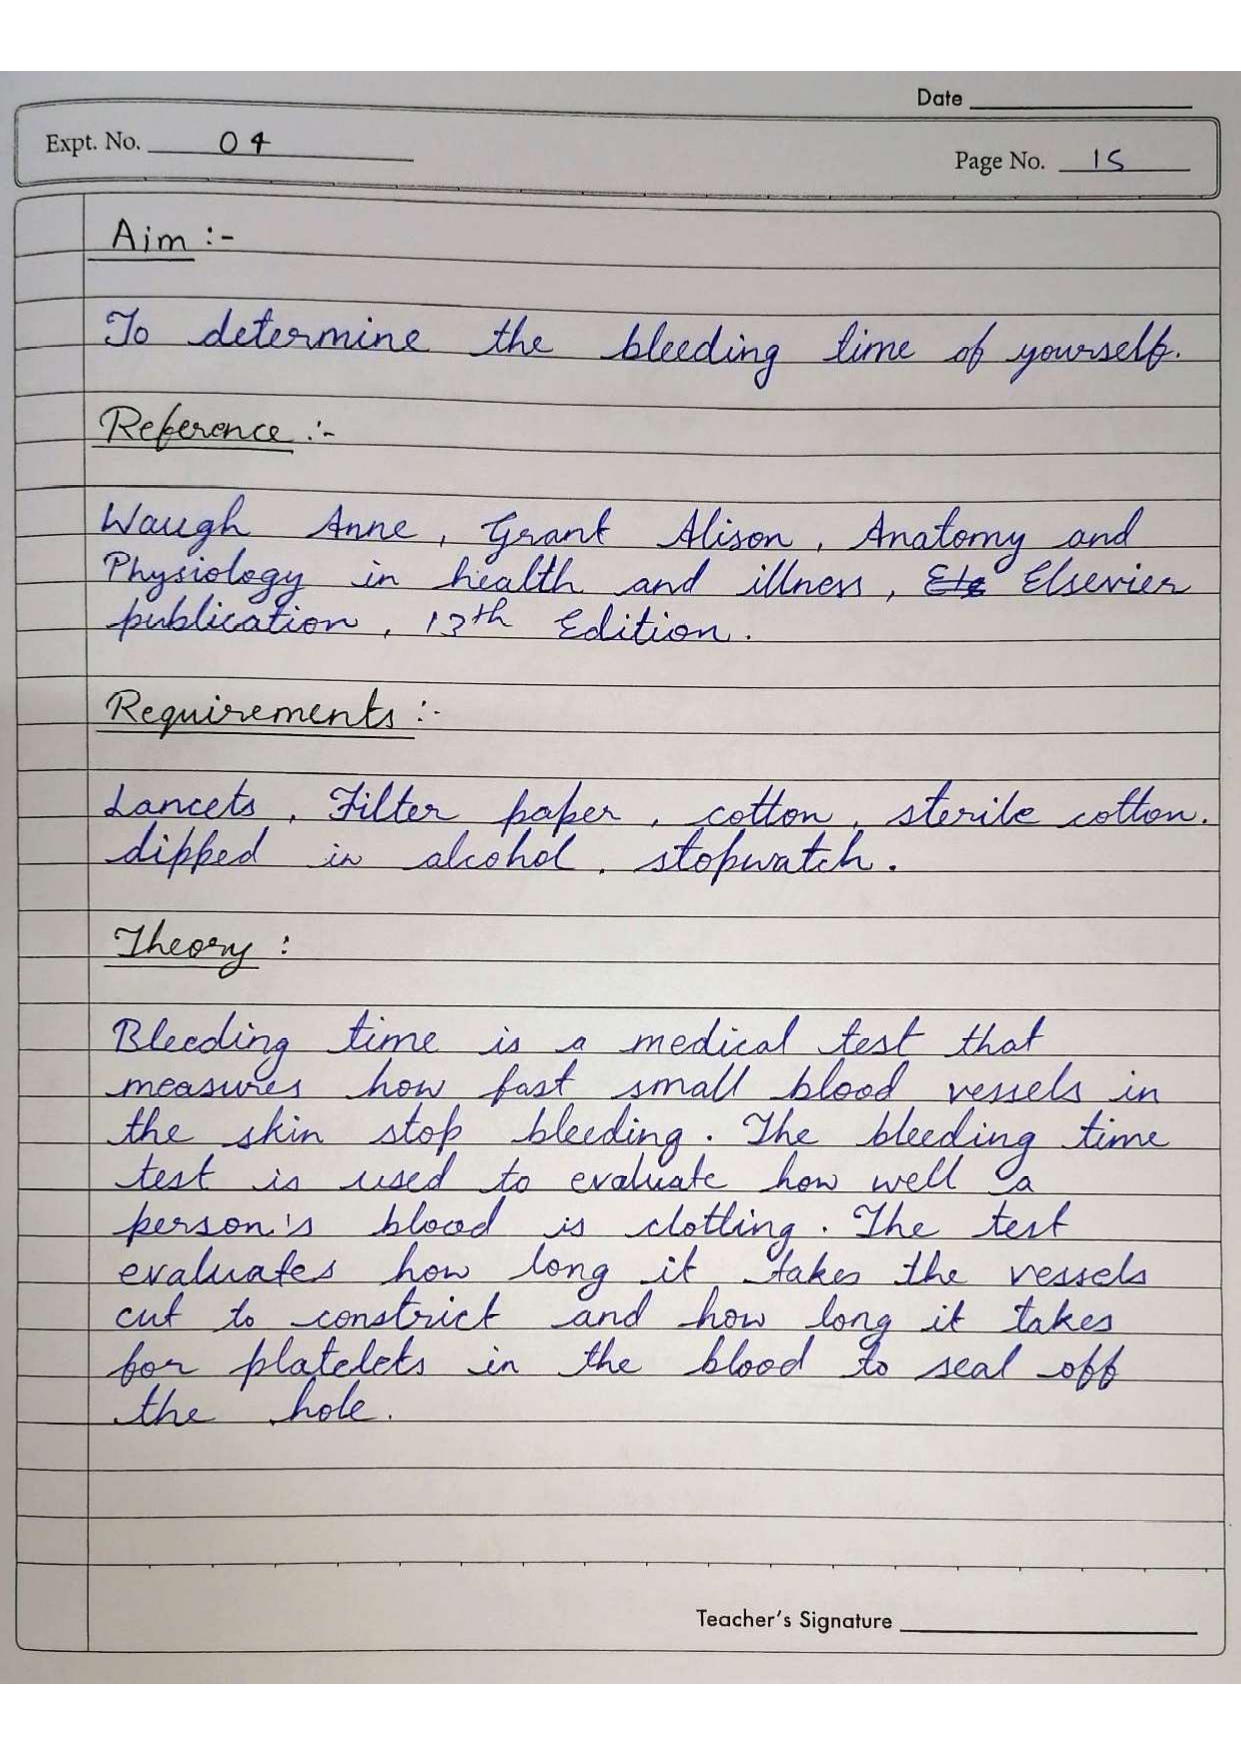 Date
Expt. No. 04
Page No. 15
Aim :-
To determine the bleeding time of yourself.
Reference :-
Waugh Anne, Grant Alison, Anatomy and
Physiology in health and illness, Els Elsevier
publication, 13th Edition.
Requirements :-
Lancets, Filter paper, cotton, sterile cotton.
dipped in alcohol, stopwatch.
Theory :
Bleeding time is a medical test that
measures how fast small blood vessels in
the skin stop bleeding. The bleeding time
test is used to evaluate how well a
person's blood is clotting. The test
evaluates how long it takes the vessels
cut to constrict and how long it takes
for platelets in the blood to seal off
the hole.
Teacher's Signature